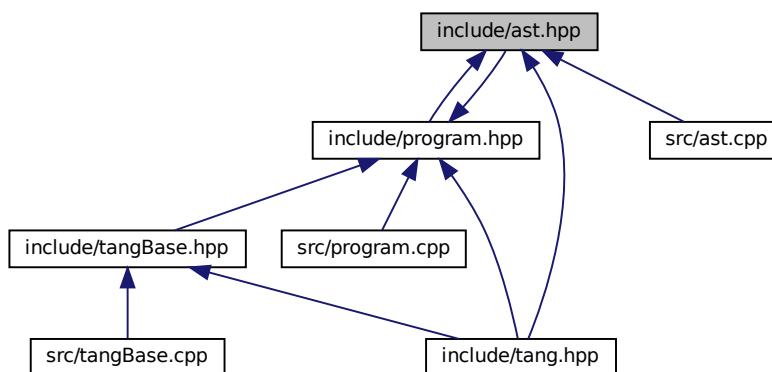 include/ast.hpp
include/program.hpp
src/ast.cpp
include/tangBase.hpp
src/program.cpp
src/tangBase.cpp
include/tang.hpp